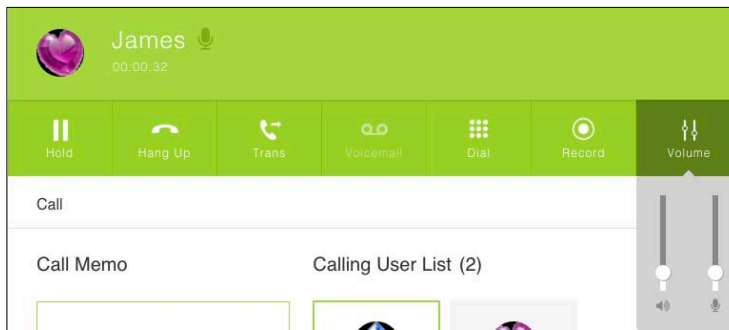 James
00:00:32
Hold Hang Up Trans Voicemail Dial Record Volume
Call
Call Memo Calling User List (2)